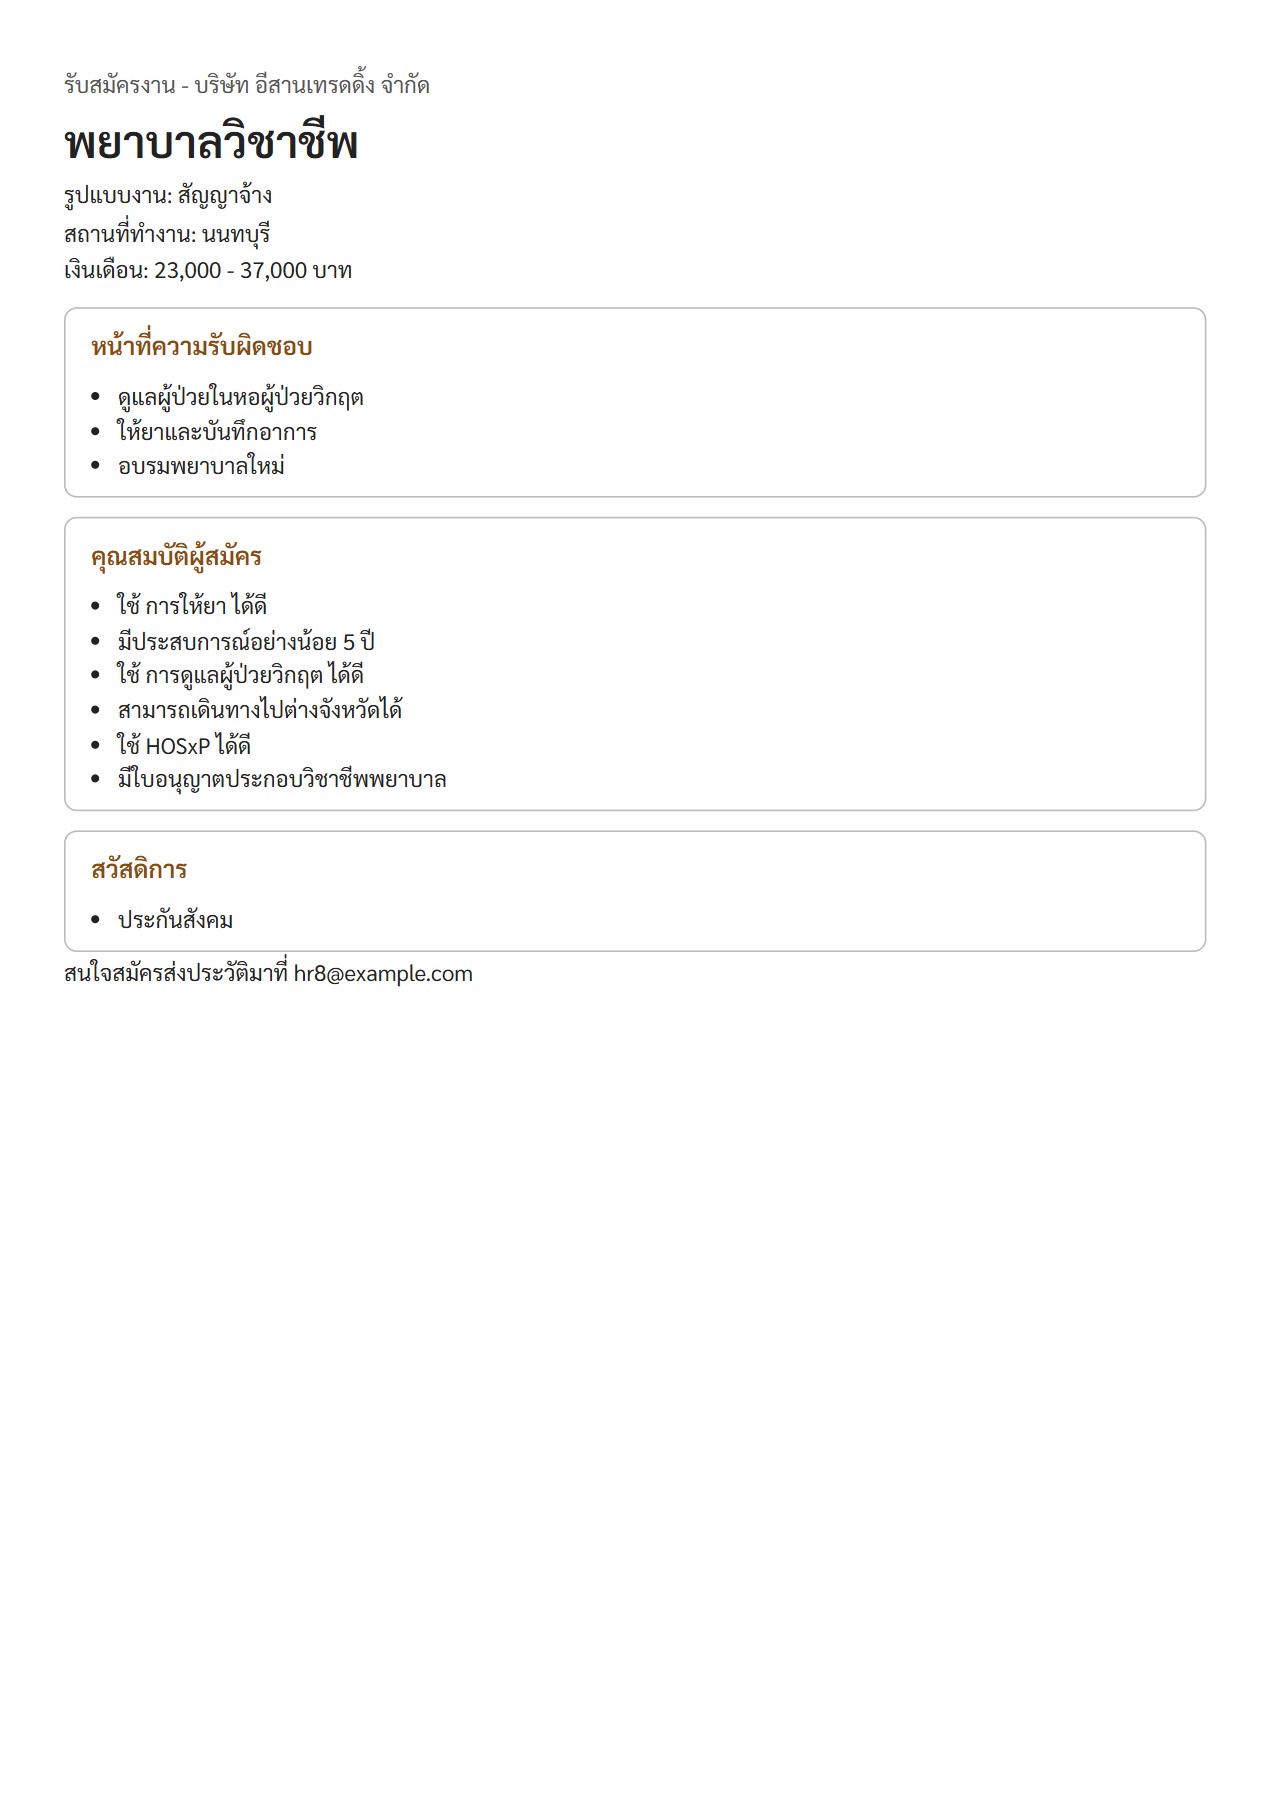 รับสมัครงาน - บริษัท อีสานเทรดดิ้ง จำกัด
พยาบาลวิชาชีพ
รูปแบบงาน: สัญญาจ้าง
สถานที่ทำงาน: นนทบุรี
เงินเดือน: 23,000 - 37,000 บาท
หน้าที่ความรับผิดชอบ
• ดูแลผู้ป่วยในหอผู้ป่วยวิกฤต
• ให้ยาและบันทึกอาการ
• อบรมพยาบาลใหม่
คุณสมบัติผู้สมัคร
• ใช้ การให้ยา ได้ดี
• มีประสบการณ์อย่างน้อย 5 ปี
• ใช้ การดูแลผู้ป่วยวิกฤต ได้ดี
• สามารถเดินทางไปต่างจังหวัดได้
• ใช้ HOSxP ได้ดี
• มีใบอนุญาตประกอบวิชาชีพพยาบาล
สวัสดิการ
• ประกันสังคม
สนใจสมัครส่งประวัติมาที่ hr8@example.com